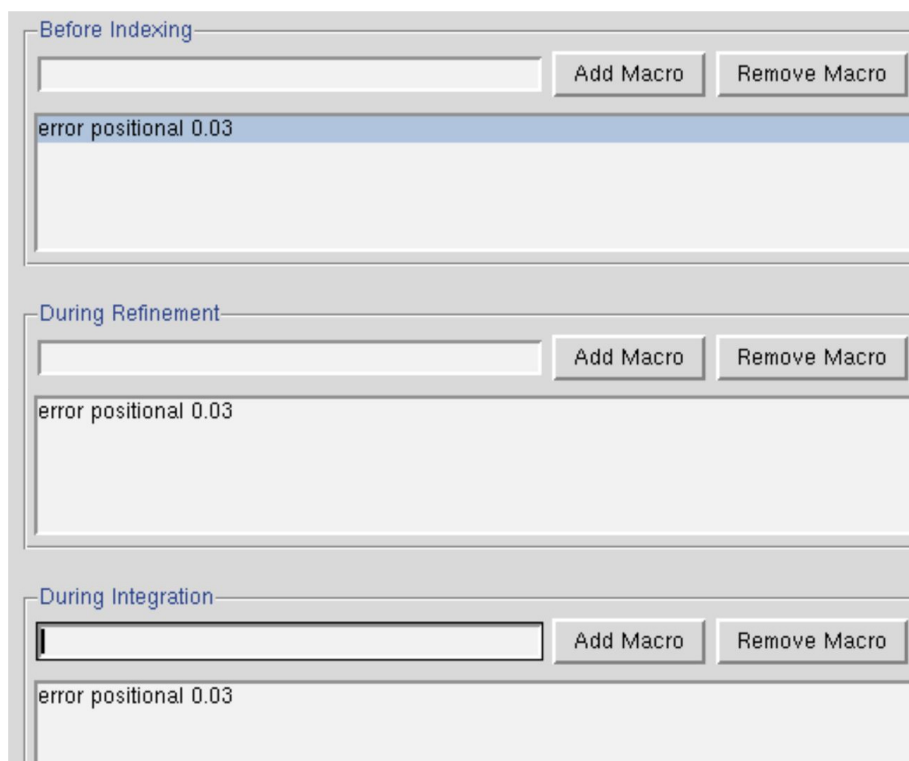 Before Indexing
Add Macro Remove Macro
error positional 0.03
During Refinement
Add Macro Remove Macro
error positional 0.03
During Integration
Add Macro Remove Macro
error positional 0.03